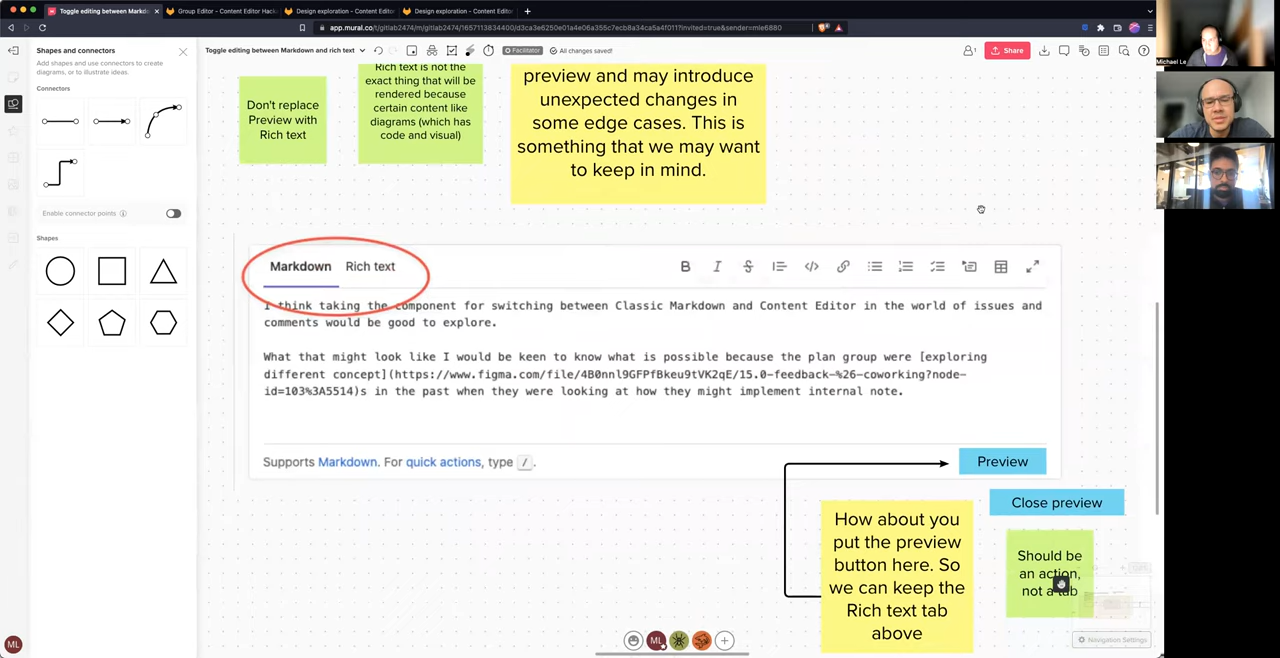 Toggle editing between Markdo
Group Editor - Content Editor Hack
Design exploration - Content Editor
Design exploration - Content Editor
app.mural.co/t/gitlab2474/m/gitlab2474/1657113834400/d3ca3e6250e01a4e06a355c7ecb8a34ca5a4f011?invited=true&sender=mle6880
Toggle editing between Markdown and rich text
Facilitator
All changes saved!
1
Share
Shapes and connectors
Add shapes and use connectors to create
diagrams, or to illustrate ideas.
Connectors
Enable connector points
Shapes
Don't replace
Preview with
Rich text
Rich text is not the
exact thing that will be
rendered because
certain content like
diagrams (which has
code and visual)
preview and may introduce
unexpected changes in
some edge cases. This is
something that we may want
to keep in mind.
Markdown
Rich text
I think taking the component for switching between Classic Markdown and Content Editor in the world of issues and
comments would be good to explore.
What that might look like I would be keen to know what is possible because the plan group were [exploring
different concept](https://www.figma.com/file/4B0nnl9GFPfBkeu9tVK2qE/15.0-feedback-%26-coworking?node-
id=103%3A5514)s in the past when they were looking at how they might implement internal note.
Supports Markdown. For quick actions, type /.
Preview
Close preview
How about you
put the preview
button here. So
we can keep the
Rich text tab
above
Should be
an action,
not a tab
Navigation Settings
ML
ML
Michael Le